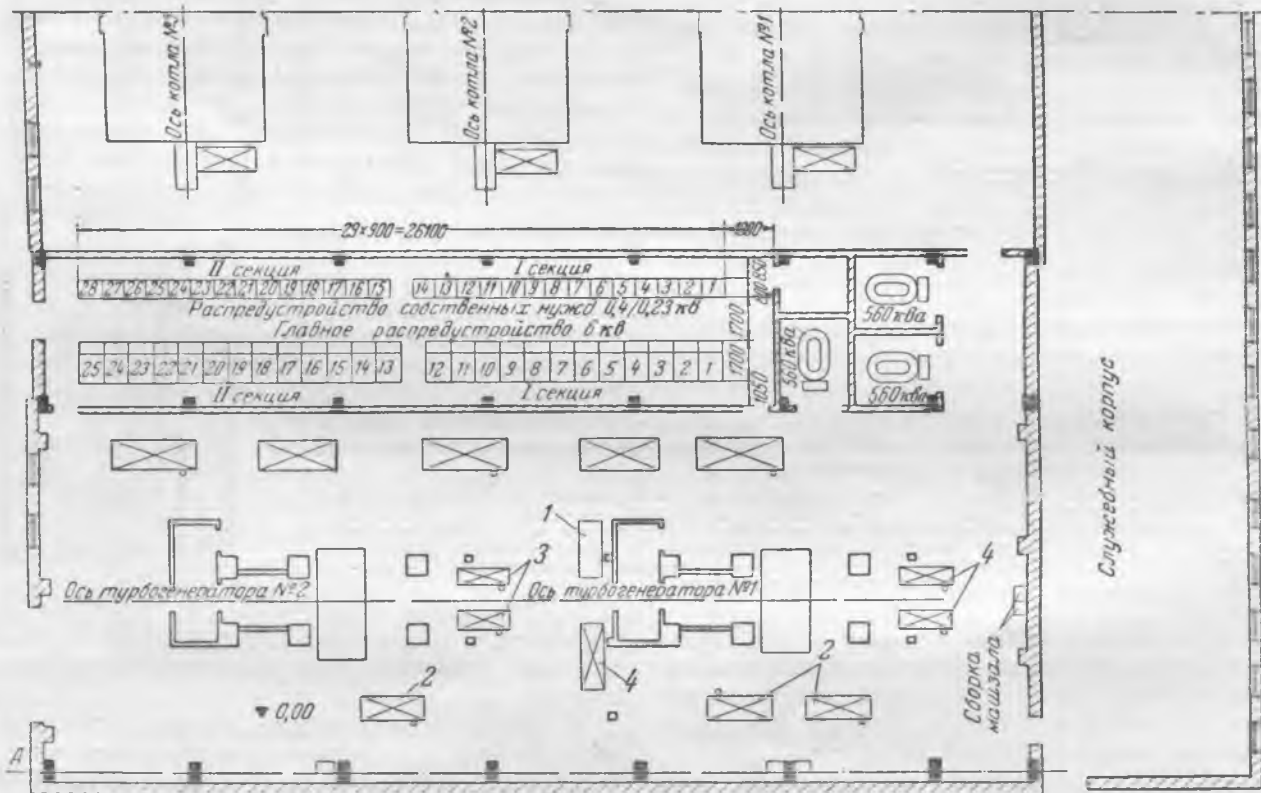 Ось котла №3
Ось котла №2
Ось котла №1
29×900=26100
II секция
I секция
28 27 26 25 24 23 22 21 20 19 18 17 16 15
14 13 12 11 10 9 8 7 6 5 4 3 2 1
850
Распредустройство собственных нужд 0,4/0,23 кв
Главное распредустройство 6 кв
1700
1700
1050
25 24 23 22 21 20 19 18 17 16 15 14 13
12 11 10 9 8 7 6 5 4 3 2 1
II секция
I секция
560 ква
560 ква
560 ква
Служебный корпус
1
3
4
Ось турбогенератора №2
Ось турбогенератора №1
2
4
2
0,00
Сборка
машзала
А